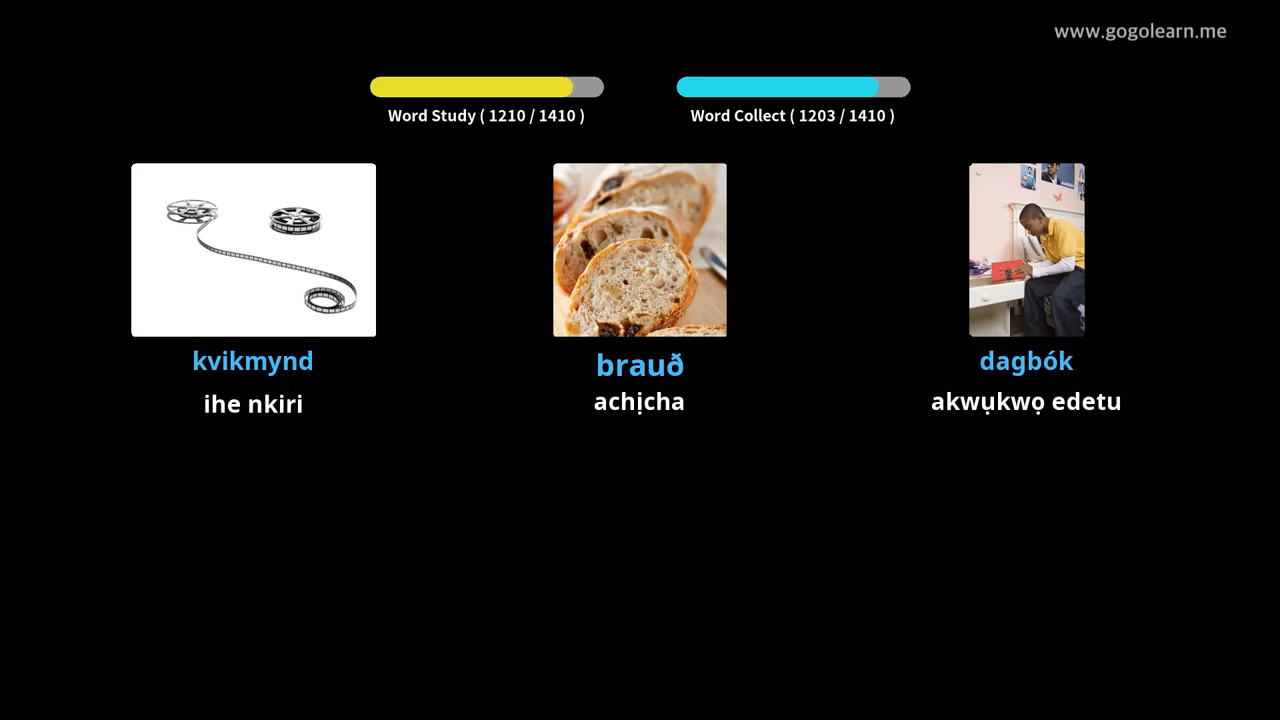 www.gogolearn.me
Word Study ( 1210 / 1410 )
Word Collect ( 1203 / 1410 )
kvikmynd
brauð
dagbók
ihe nkiri
achịcha
akwụkwọ edetu